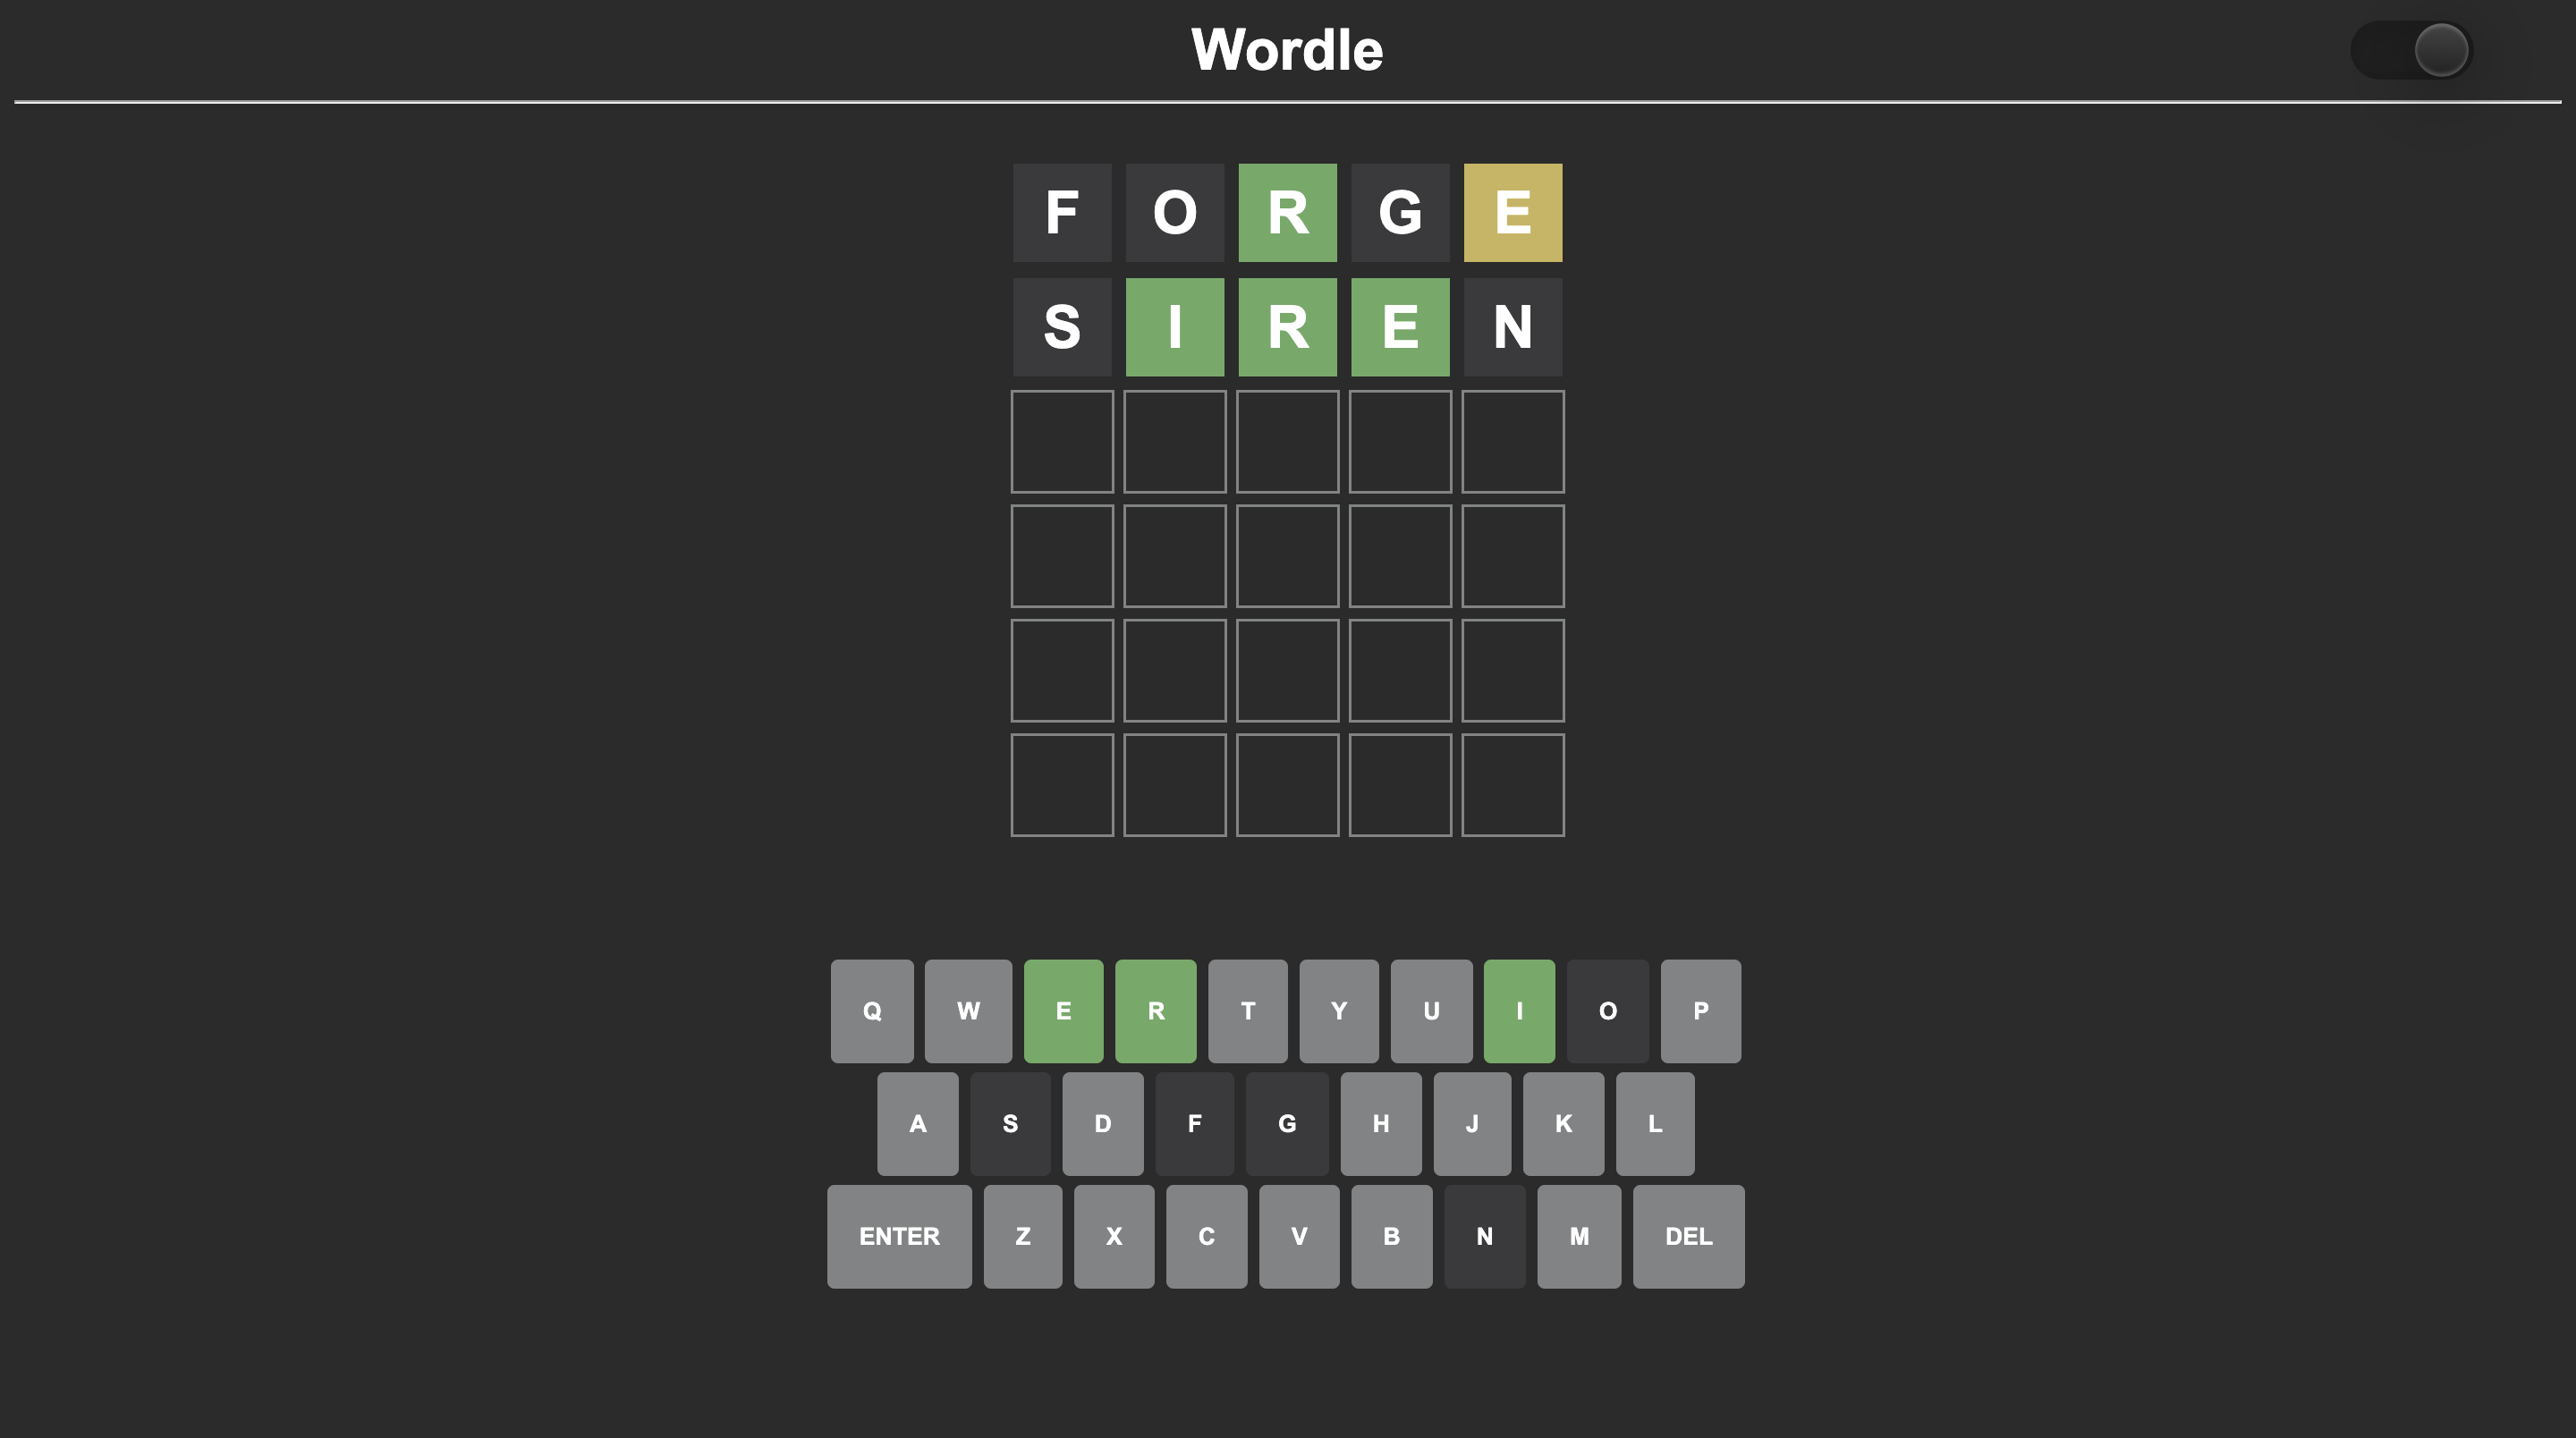 Wordle
F O R G E
S I R E N
Q W E R T Y U I O P
A S D F G H J K L
ENTER Z X C V B N M DEL